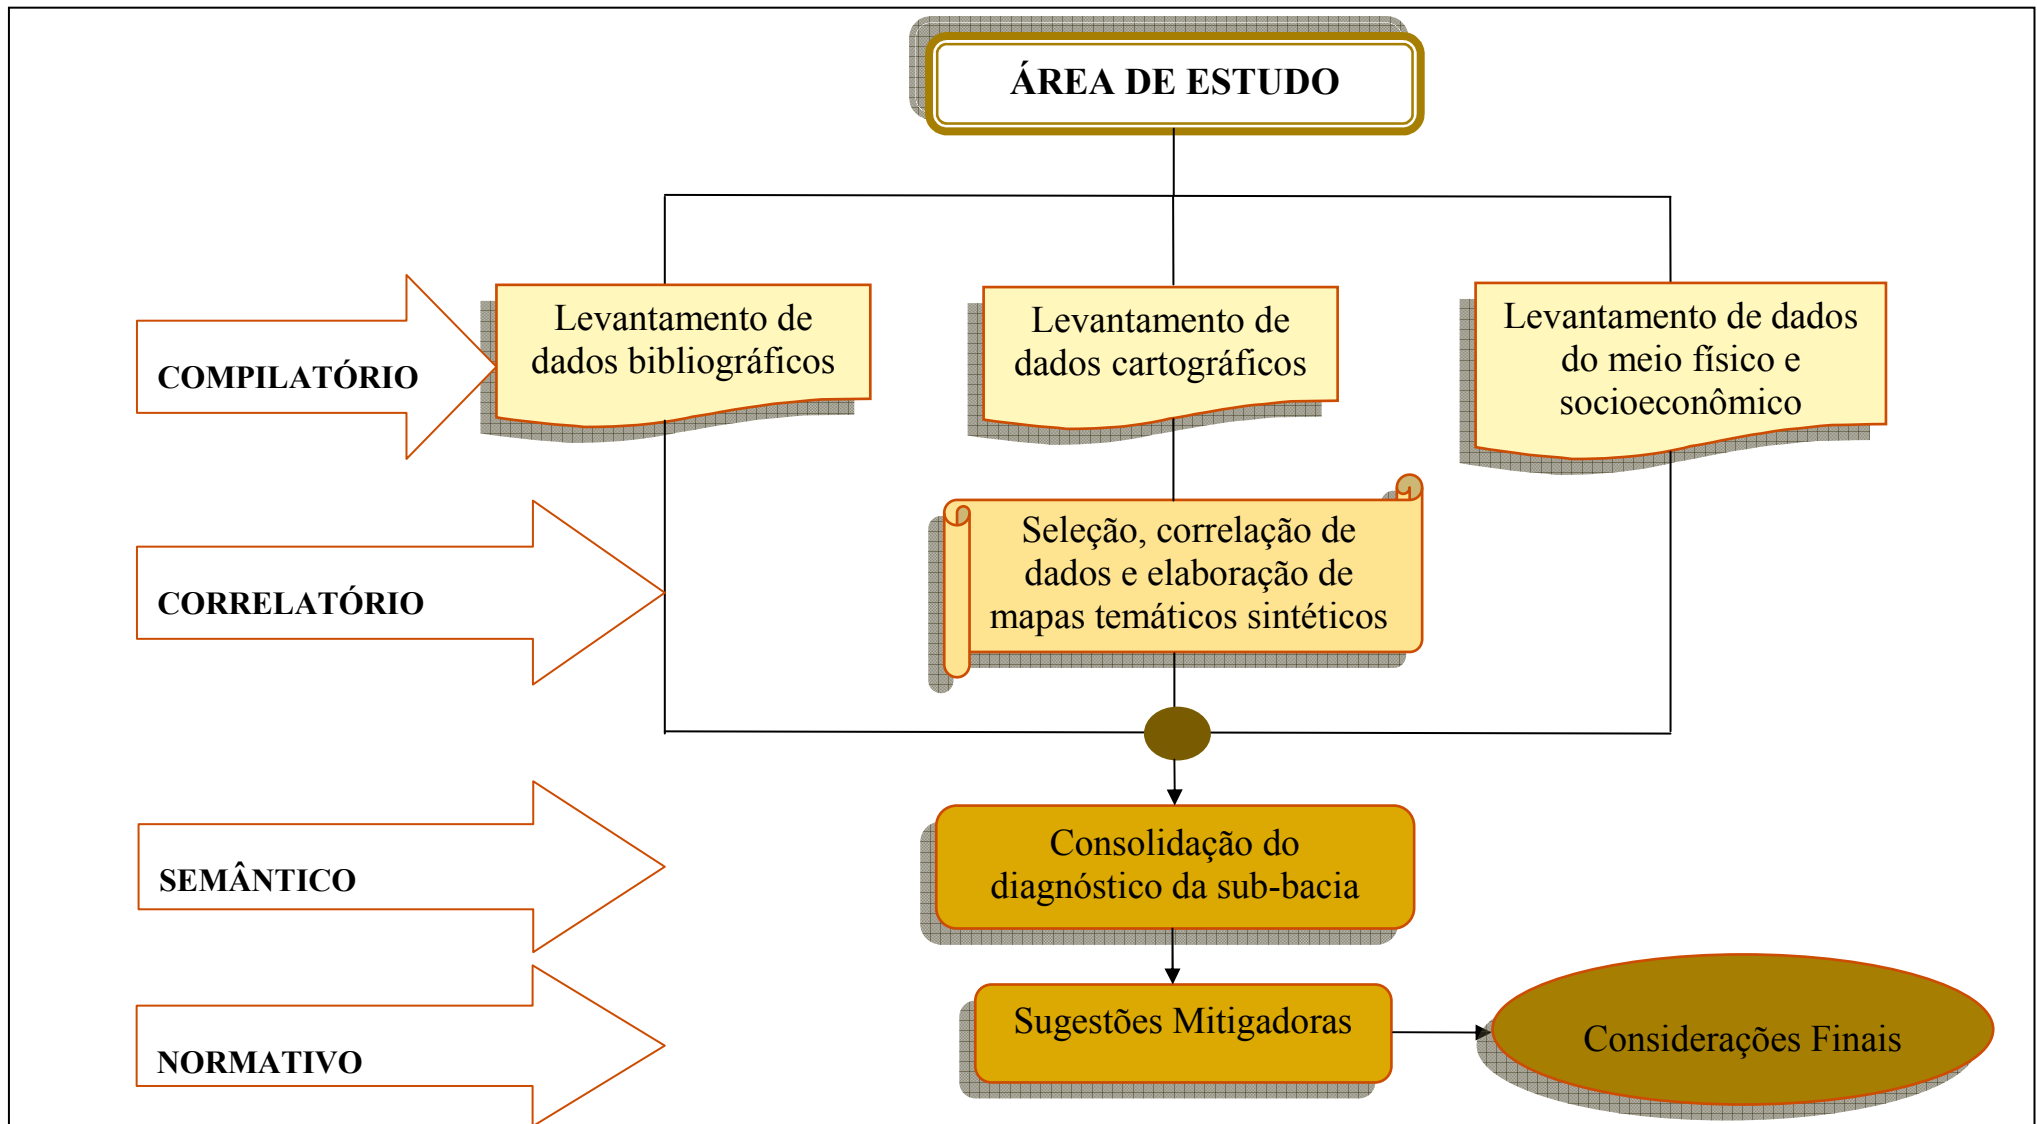 ÁREA DE ESTUDO
COMPILATÓRIO
Levantamento de
dados bibliográficos
Levantamento de
dados cartográficos
Levantamento de dados
do meio físico e
socioeconômico
CORRELATÓRIO
Seleção, correlação de
dados e elaboração de
mapas temáticos sintéticos
SEMÂNTICO
Consolidação do
diagnóstico da sub-bacia
NORMATIVO
Sugestões Mitigadoras
Considerações Finais